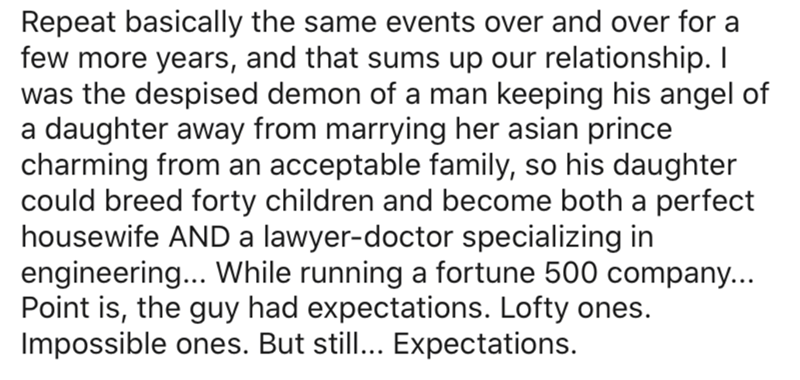 Repeat basically the same events over and over for a
few more years, and that sums up our relationship. I
was the despised demon of a man keeping his angel of
a daughter away from marrying her asian prince
charming from an acceptable family, so his daughter
could breed forty children and become both a perfect
housewife AND a lawyer-doctor specializing in
engineering... While running a fortune 500 company...
Point is, the guy had expectations. Lofty ones.
Impossible ones. But still... Expectations.